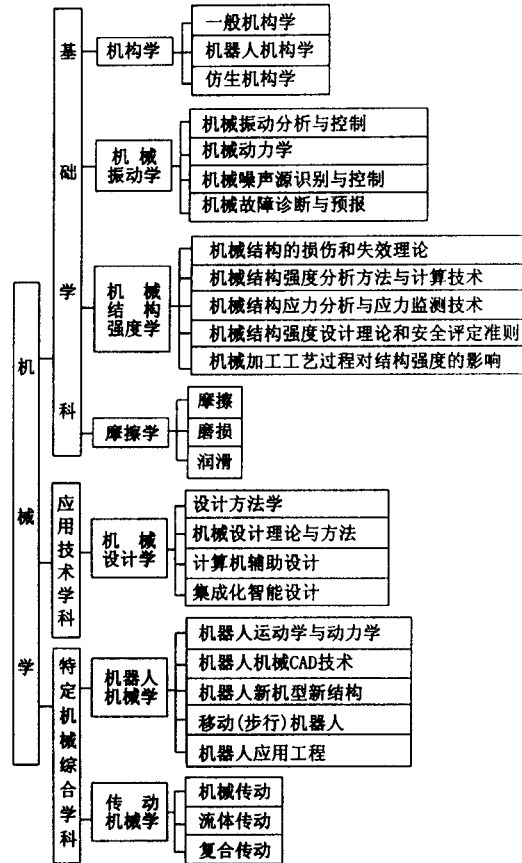 机械学
基础学科
机构学
一般机构学
机器人机构学
仿生机构学
机械
振动学
机械振动分析与控制
机械动力学
机械噪声源识别与控制
机械故障诊断与预报
机械
结构
强度学
机械结构的损伤和失效理论
机械结构强度分析方法与计算技术
机械结构应力分析与应力监测技术
机械结构强度设计理论和安全评定准则
机械加工工艺过程对结构强度的影响
摩擦学
摩擦
磨损
润滑
应用技术学科
机械
设计学
设计方法学
机械设计理论与方法
计算机辅助设计
集成化智能设计
特定机械综合学科
机器人
机械学
机器人运动学与动力学
机器人机械CAD技术
机器人新机型新结构
移动(步行)机器人
机器人应用工程
传动
机械学
机械传动
流体传动
复合传动